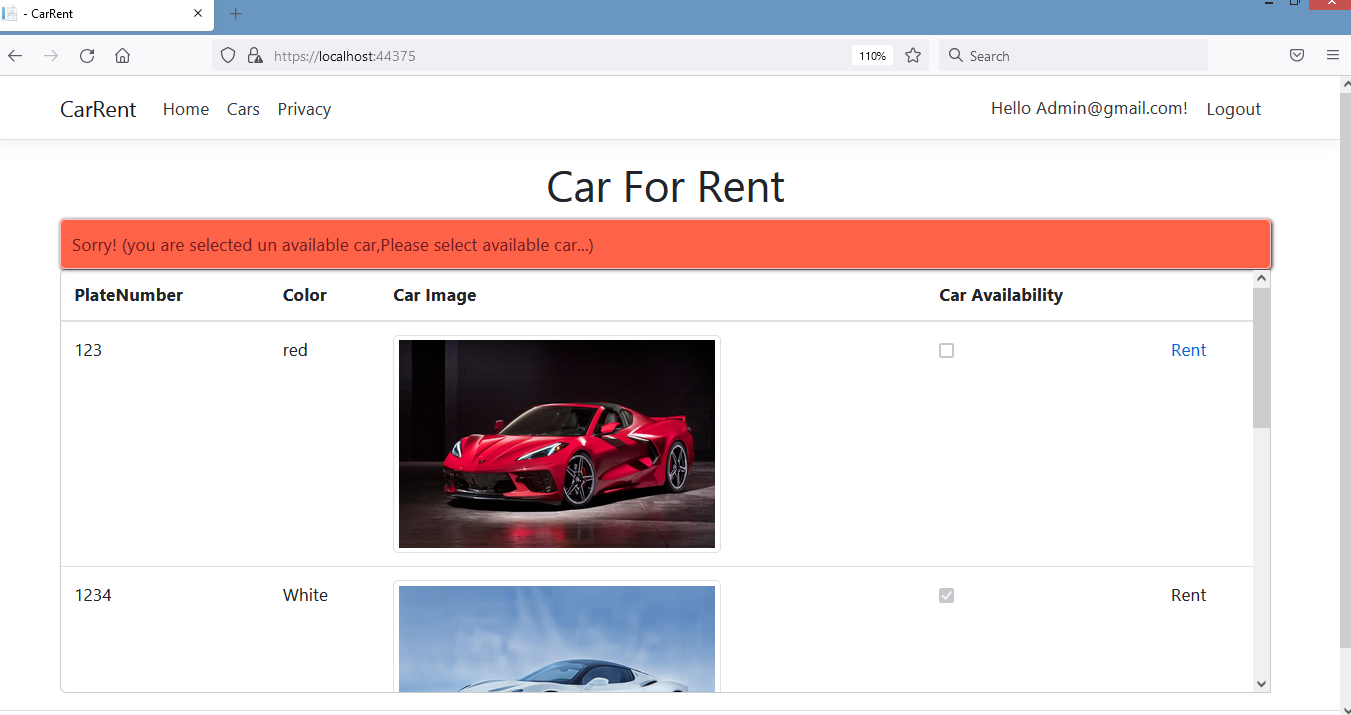 - CarRent
https://localhost:44375
110%
Search
CarRent Home Cars Privacy Hello Admin@gmail.com! Logout
Car For Rent
Sorry! (you are selected un available car,Please select available car...)
PlateNumber Color Car Image Car Availability
123 red Rent
1234 White Rent